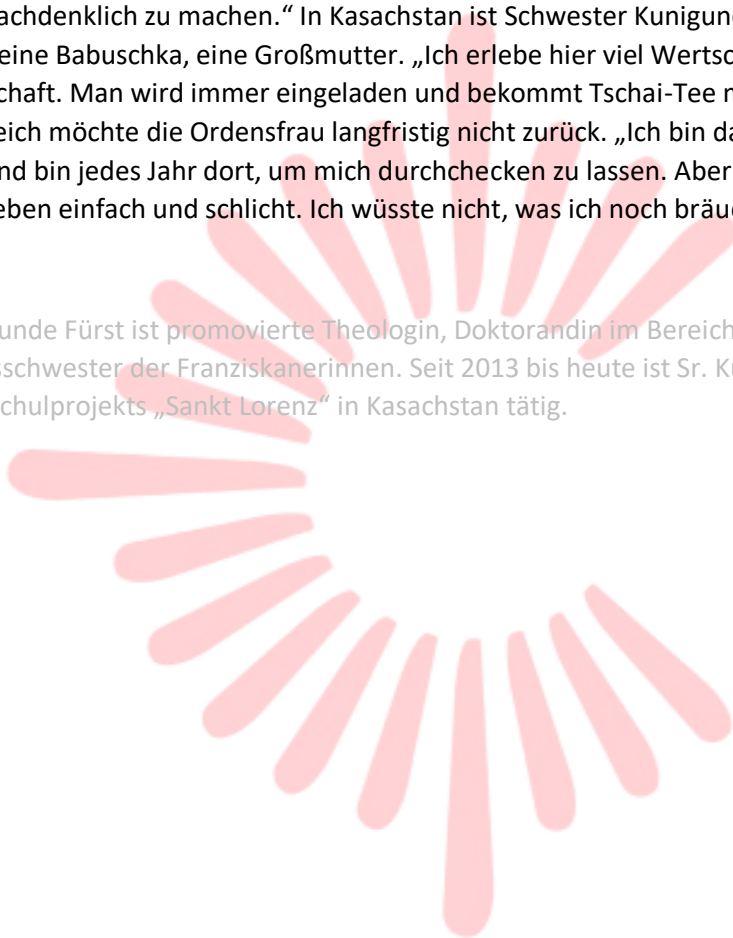 achdenklich zu machen.“ In Kasachstan ist Schwester Kunigun
eine Babuschka, eine Großmutter. „Ich erlebe hier viel Wertsc
chaft. Man wird immer eingeladen und bekommt Tschai-Tee
eich möchte die Ordensfrau langfristig nicht zurück. „Ich bin da
nd bin jedes Jahr dort, um mich durchchecken zu lassen. Aber
eben einfach und schlicht. Ich wüsste nicht, was ich noch bräu
unde Fürst ist promovierte Theologin, Doktorandin im Bereich
sschwester der Franziskanerinnen. Seit 2013 bis heute ist Sr. Ku
chulprojekts „Sankt Lorenz“ in Kasachstan tätig.